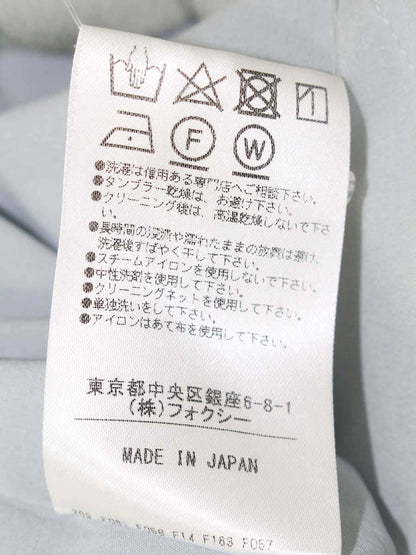 F
W
●洗濯は信用ある専門店へご相談下さい。
●タンブラー乾燥は、お避け下さい。
●クリーニング後は、高温乾燥しないで下さい。
●長時間の浸漬や濡れたままの放置は避け、
洗濯後すばやく干して下さい。
●スチームアイロンを使用しないで下さい。
●中性洗剤を使用して下さい。
●クリーニングネットを使用して下さい。
●単独洗いをして下さい。
●アイロンはあて布を使用して下さい。
東京都中央区銀座6-8-1
(株)フォクシー
MADE IN JAPAN
F058 F14 F163 F057